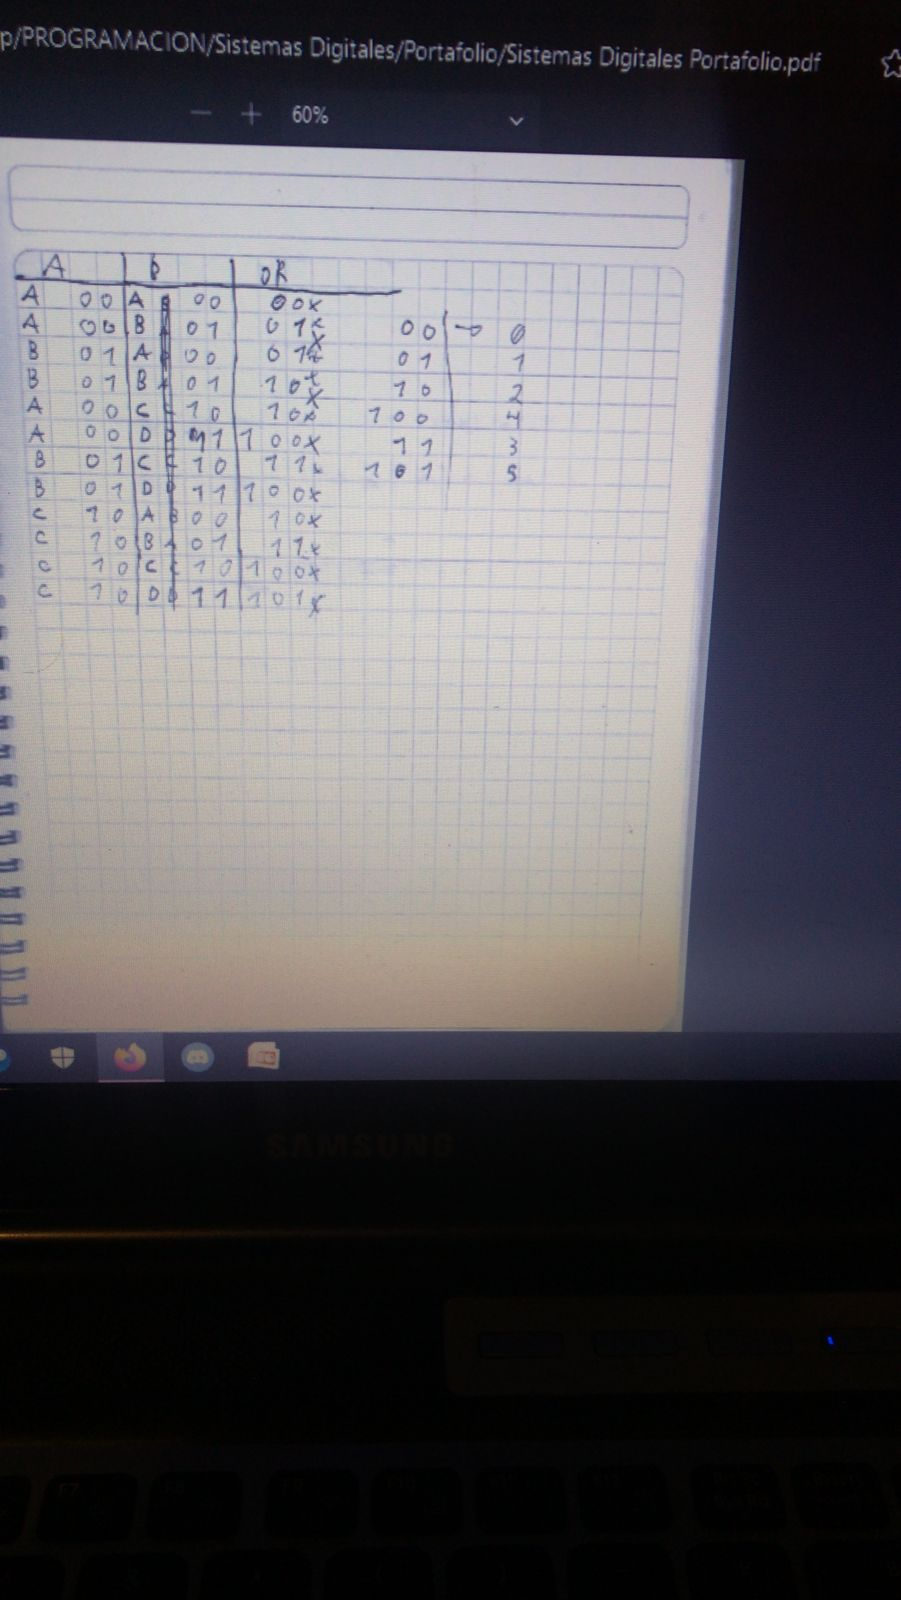 p/PROGRAMACION/Sistemas Digitales/Portafolio/Sistemas Digitales Portafolio.pdf
— + 60%
A B OR
A 00 A 00 00x
A 00 B 01 01x 00 → 0
B 01 A 00 01x 01 1
B 01 B 01 10x 10 2
A 00 C 10 10x 100 4
A 00 D 11 100x 11 3
B 01 C 10 11x 101 5
B 01 D 11 100x
C 10 A 00 10x
C 10 B 01 11x
C 10 C 10 100x
C 10 D 11 101x
SAMSUNG
F7